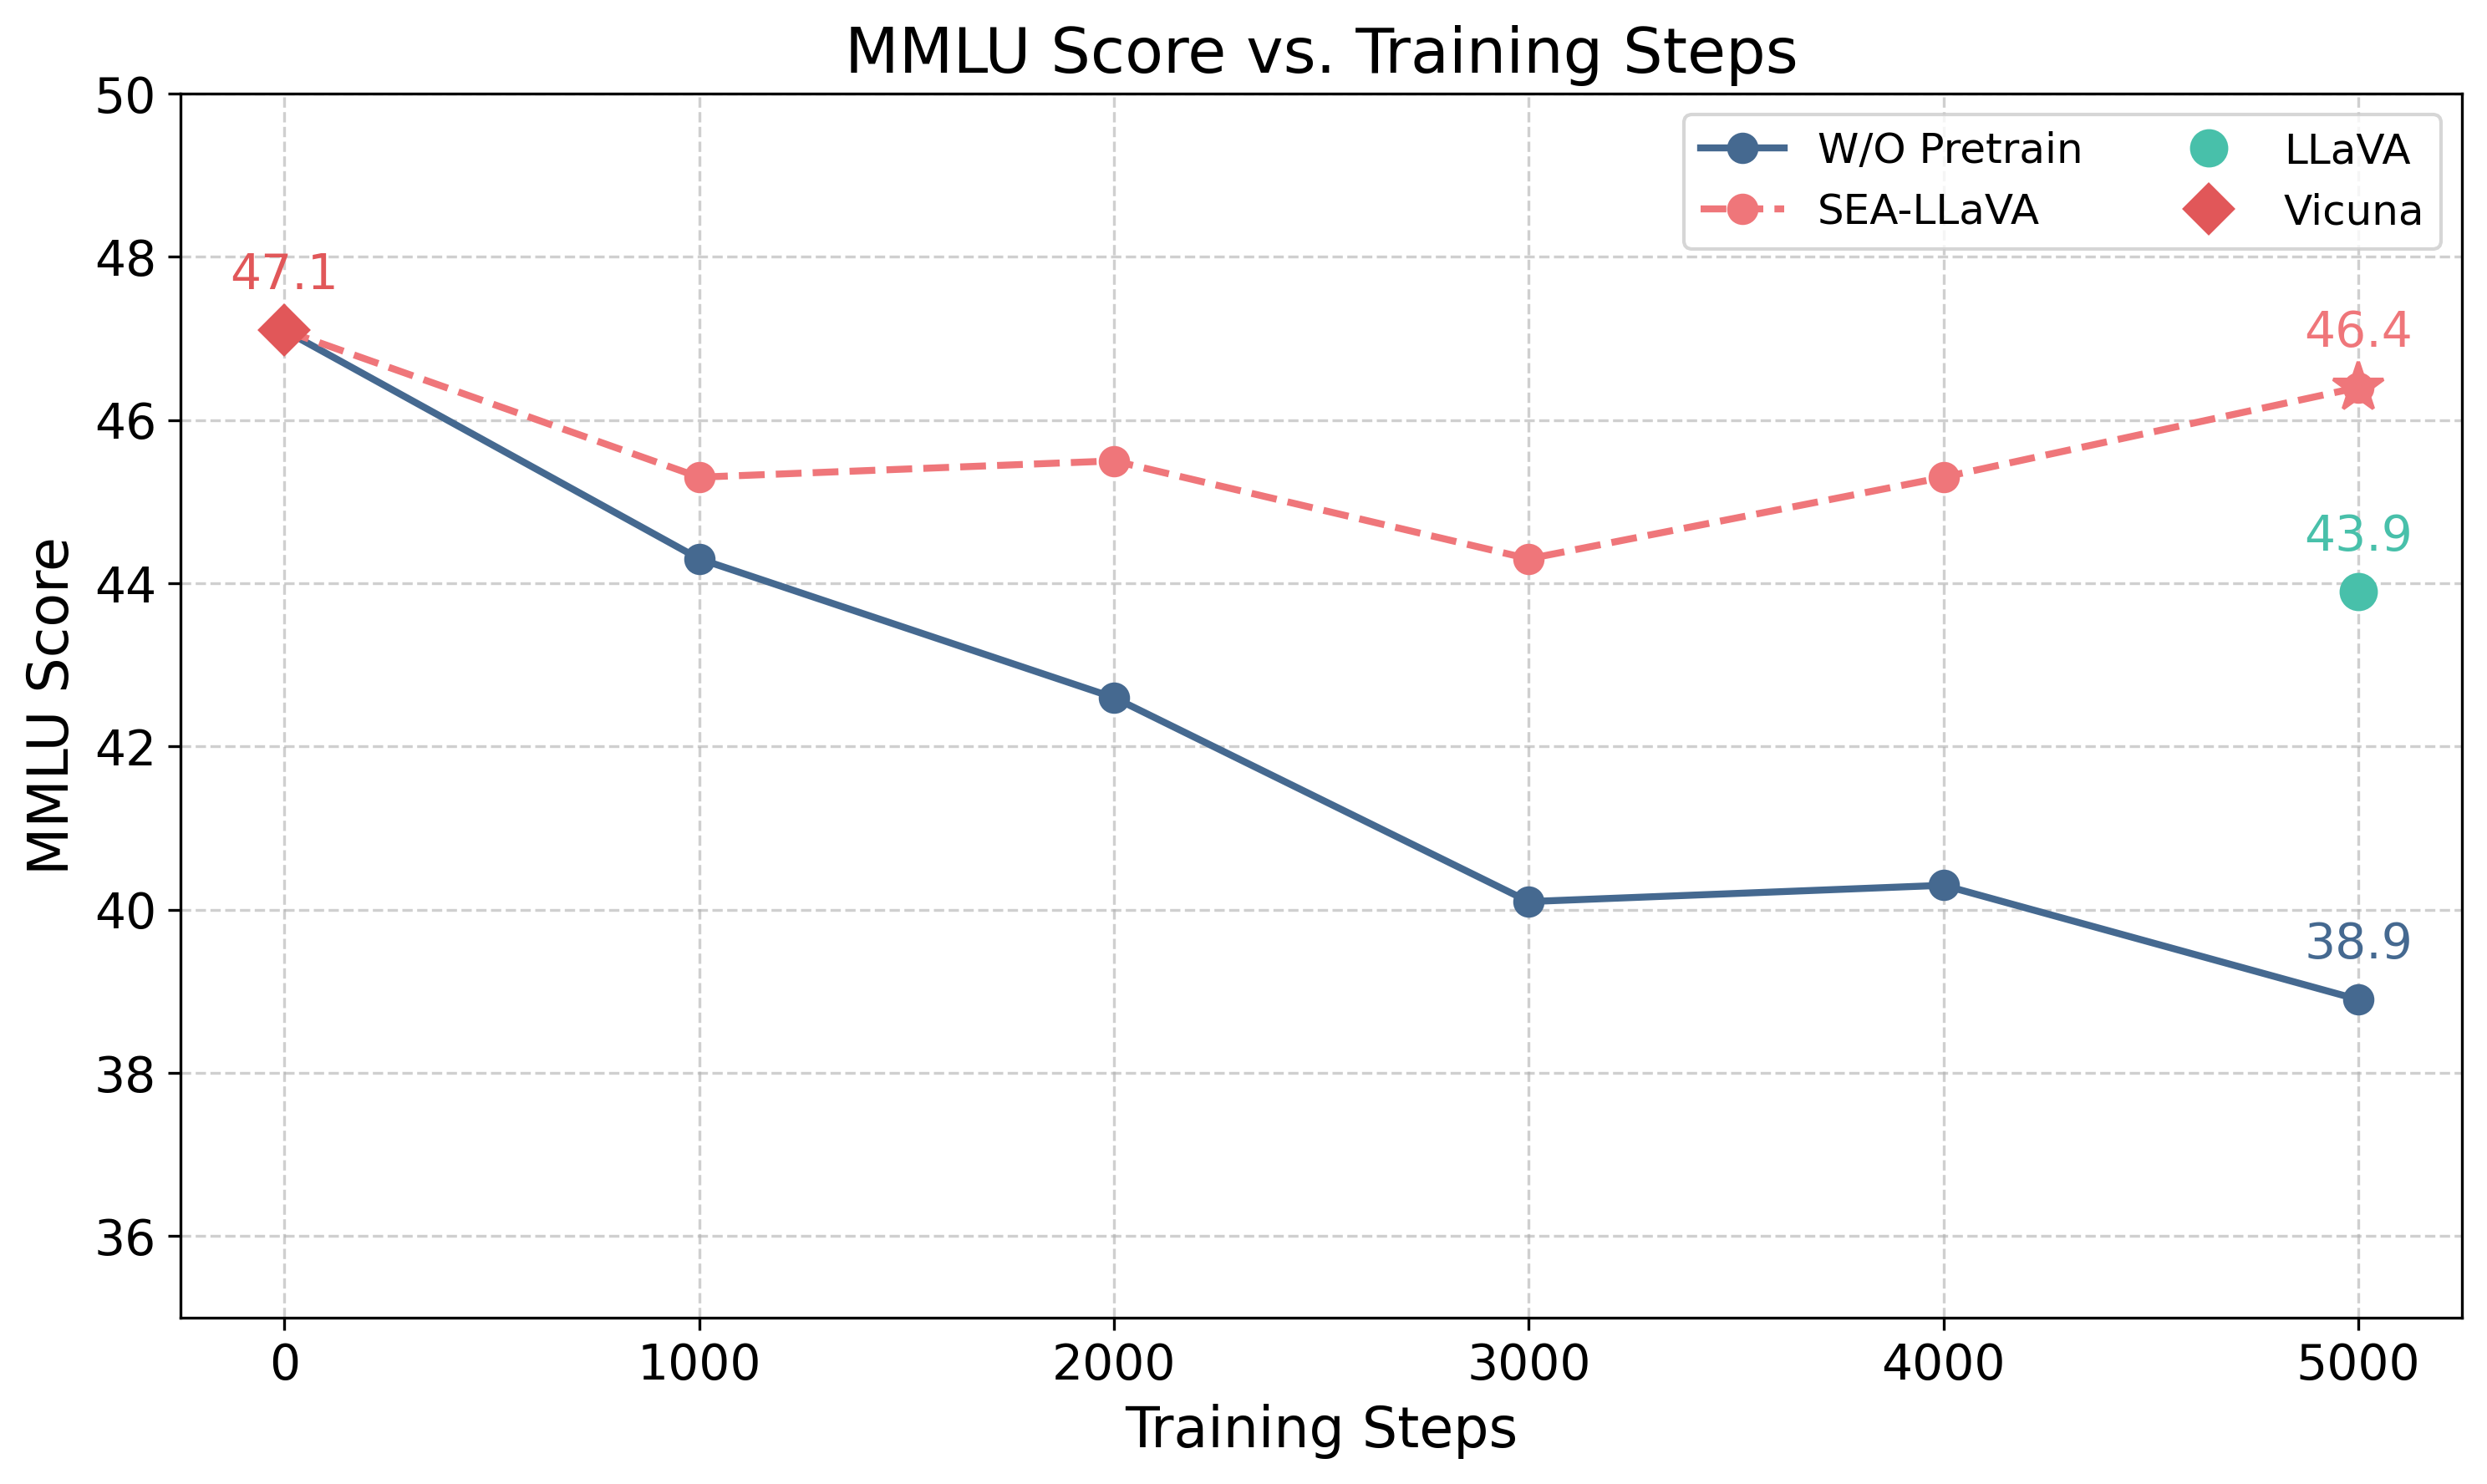 MMLU Score vs. Training Steps
W/O Pretrain
SEA-LLaVA
LLaVA
Vicuna
MMLU Score
50
48
46
44
42
40
38
36
47.1
46.4
43.9
38.9
0 1000 2000 3000 4000 5000
Training Steps